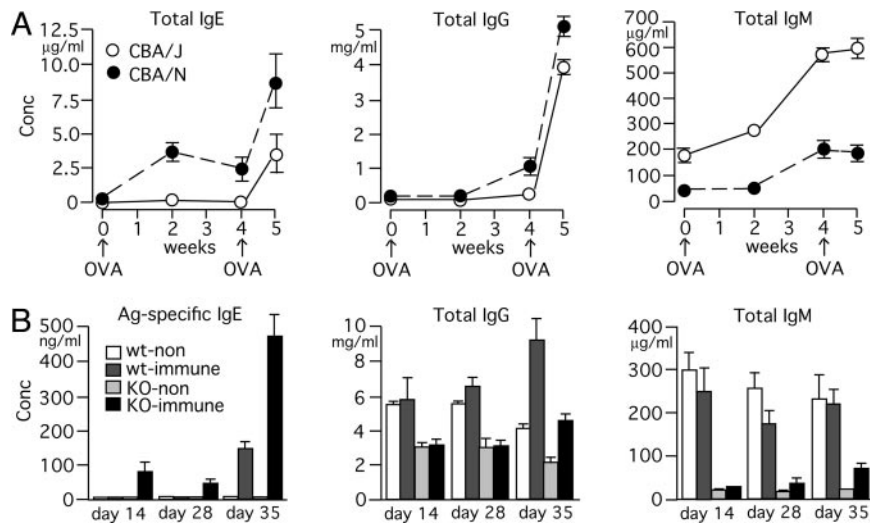 A
Total IgE
Total IgG
Total IgM
μg/ml
12.5
10.0
7.5
5.0
2.5
0
Conc
CBA/J
CBA/N
0 1 2 3 4 5
weeks
OVA OVA
mg/ml
5
4
3
2
1
0
0 1 2 3 4 5
weeks
OVA OVA
μg/ml
700
600
500
400
300
200
100
0
0 1 2 3 4 5
weeks
OVA OVA
B
Ag-specific IgE
Total IgG
Total IgM
500
ng/ml
400
300
200
100
0
Conc
wt-non
wt-immune
KO-non
KO-immune
day 14 day 28 day 35
10
mg/ml
8
6
4
2
0
day 14 day 28 day 35
400
μg/ml
300
200
100
0
day 14 day 28 day 35